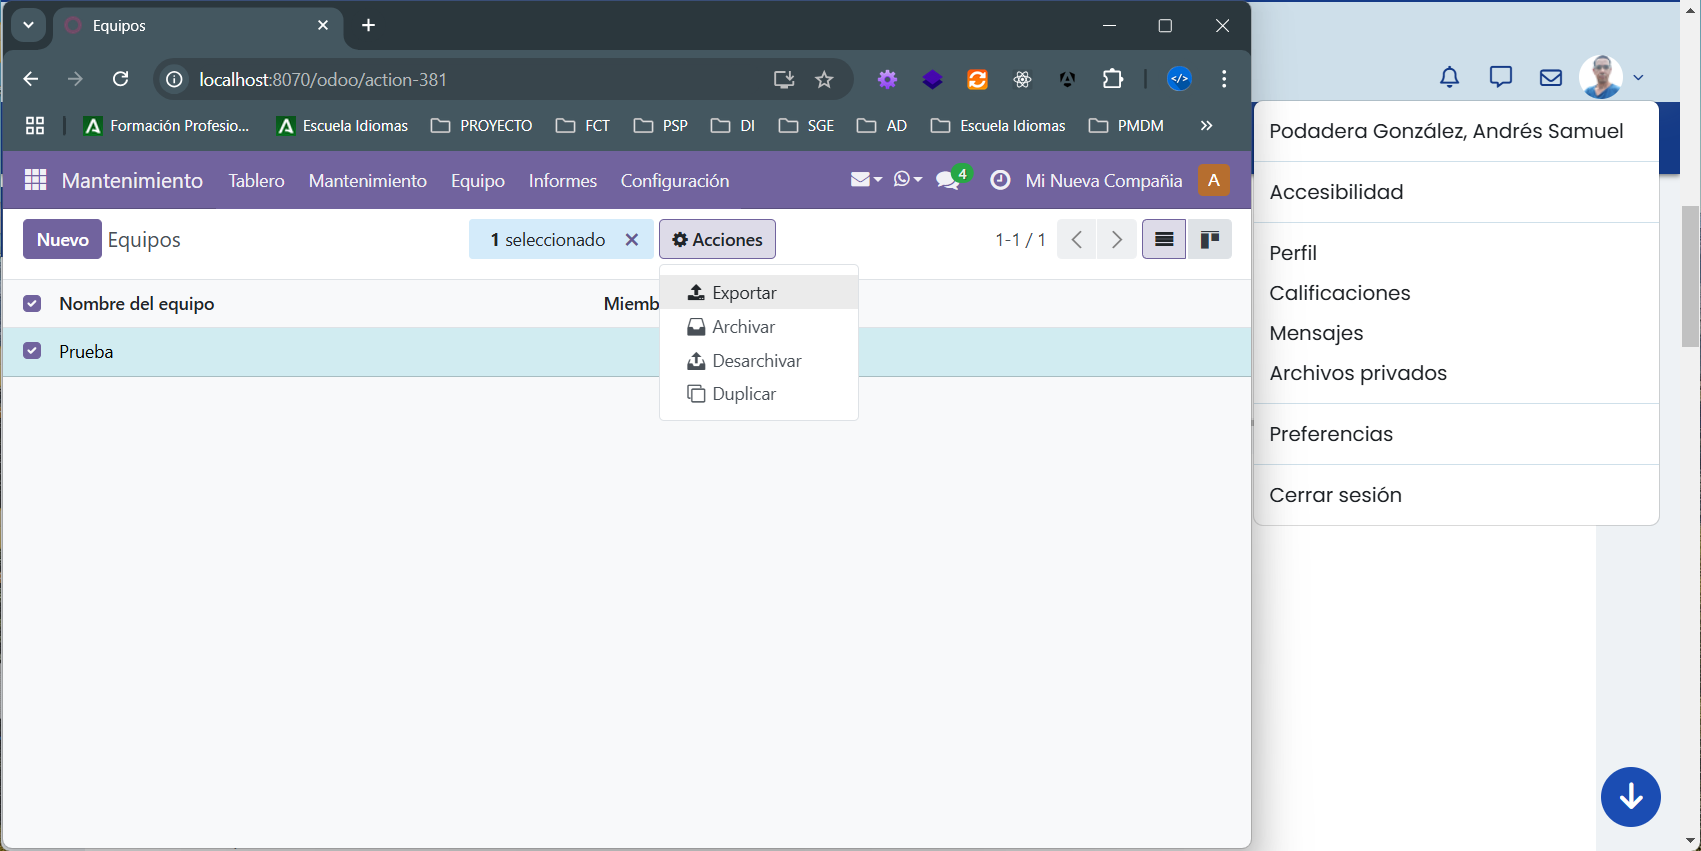 Equipos
localhost:8070/odoo/action-381
Formación Profesio... Escuela Idiomas PROYECTO FCT PSP DI SGE AD Escuela Idiomas PMDM
Mantenimiento Tablero Mantenimiento Equipo Informes Configuración 4 Mi Nueva Compañia A
Nuevo Equipos 1 seleccionado Acciones 1-1 / 1
Nombre del equipo Miemb
Prueba
Exportar
Archivar
Desarchivar
Duplicar
Podadera González, Andrés Samuel
Accesibilidad
Perfil
Calificaciones
Mensajes
Archivos privados
Preferencias
Cerrar sesión